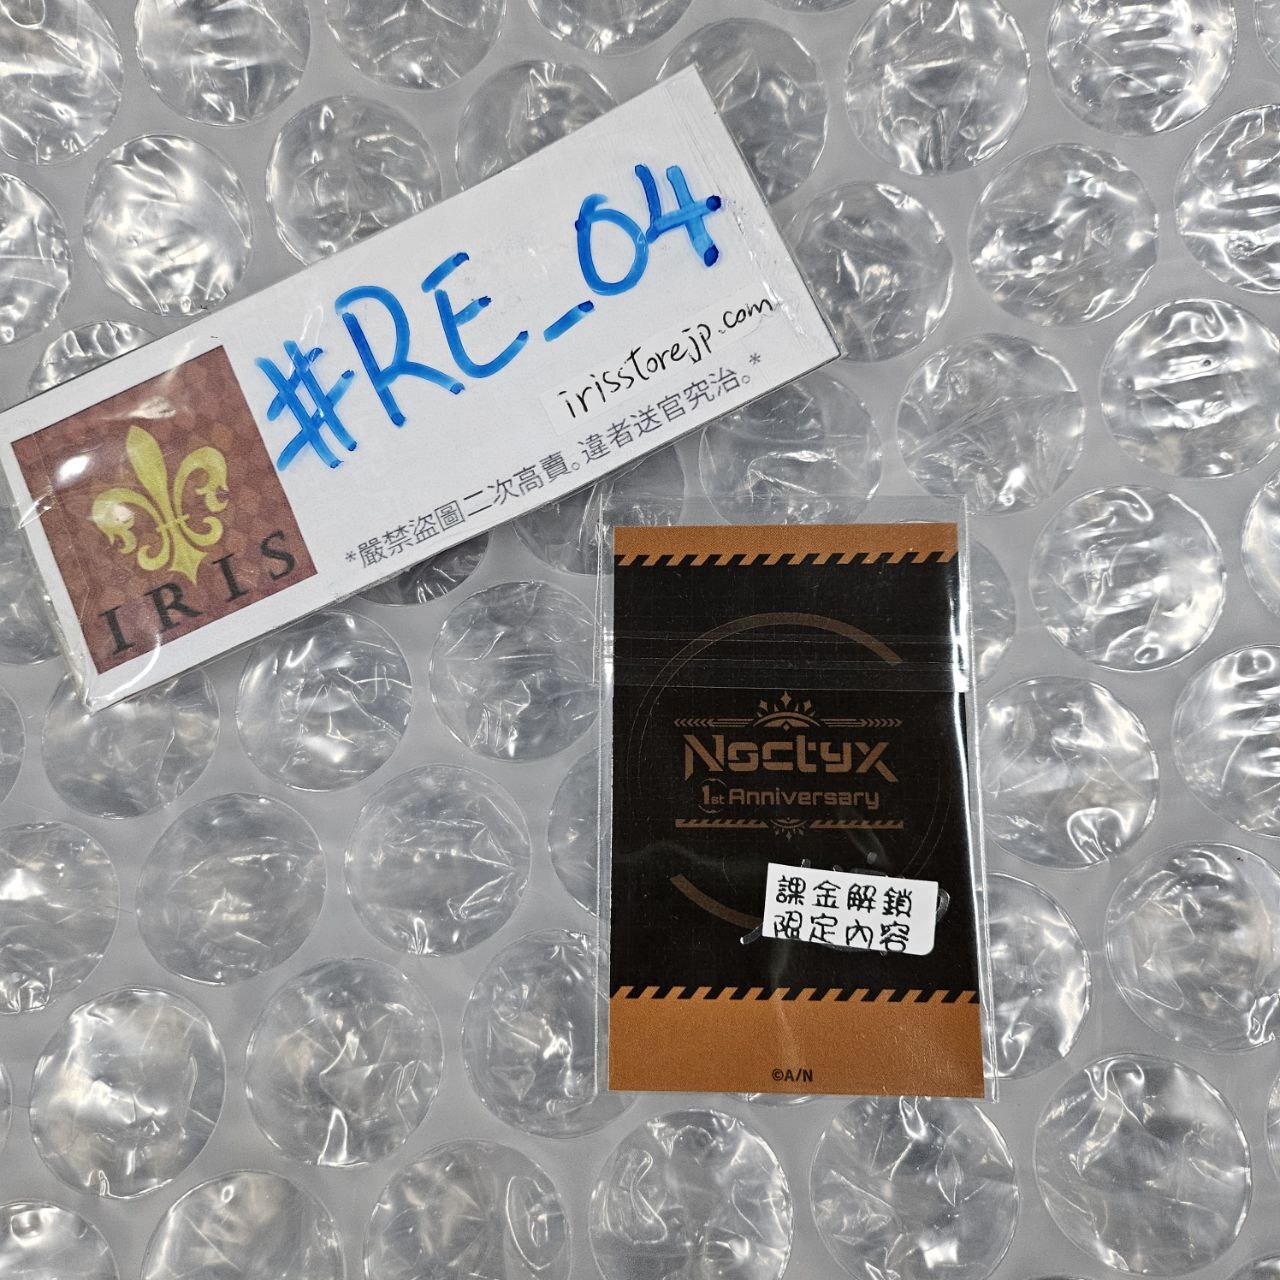 #RE_04
irisstorejp.com
*嚴禁盜圖二次高賣。違者送官究治。*
IRIS
Noctyx
1st Anniversary
課金解鎖
限定內容
©A/N